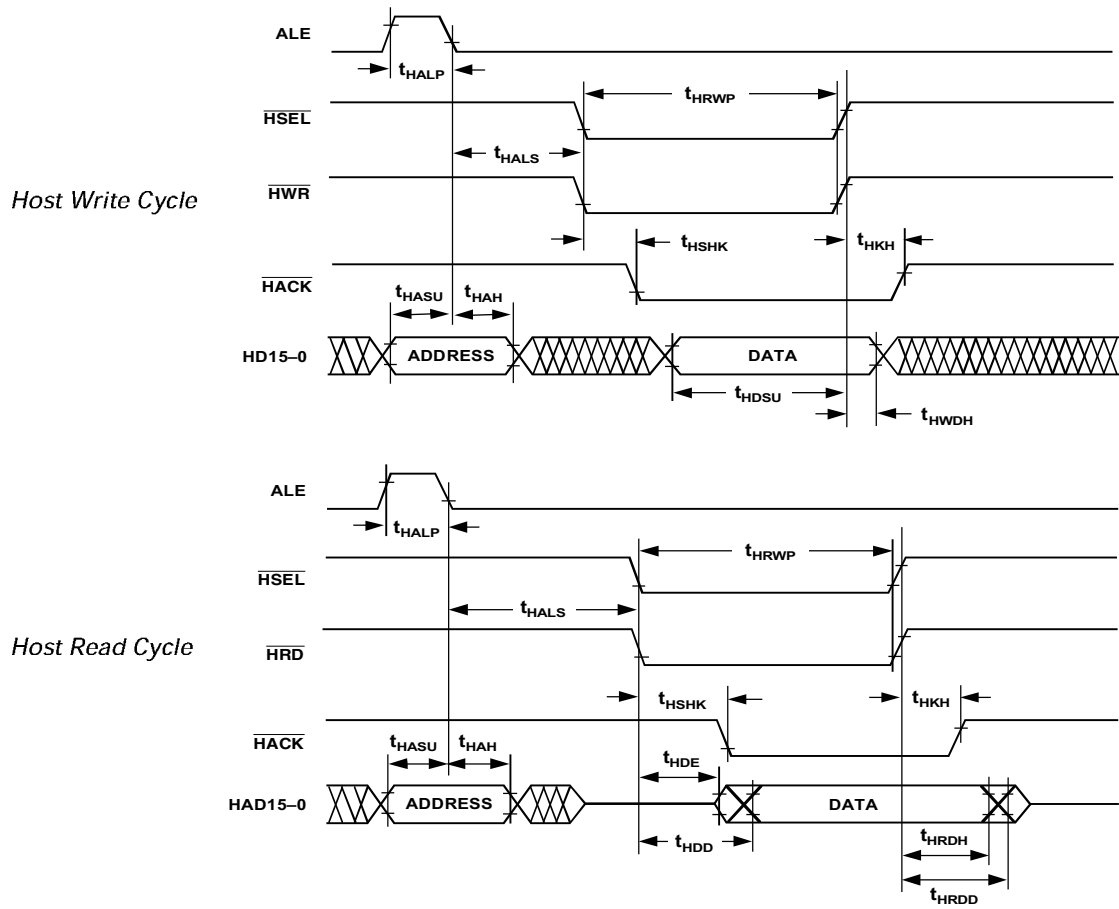 ALE
tHALP
HSEL
tHRWP
tHALS
Host Write Cycle
HWR
tHSHK
tHKH
HACK
tHASU
tHAH
HD15–0
ADDRESS
DATA
tHDSU
tHWDH
ALE
tHALP
HSEL
tHRWP
tHALS
Host Read Cycle
HRD
tHSHK
tHKH
HACK
tHASU
tHAH
tHDE
HAD15–0
ADDRESS
DATA
tHDD
tHRDH
tHRDD